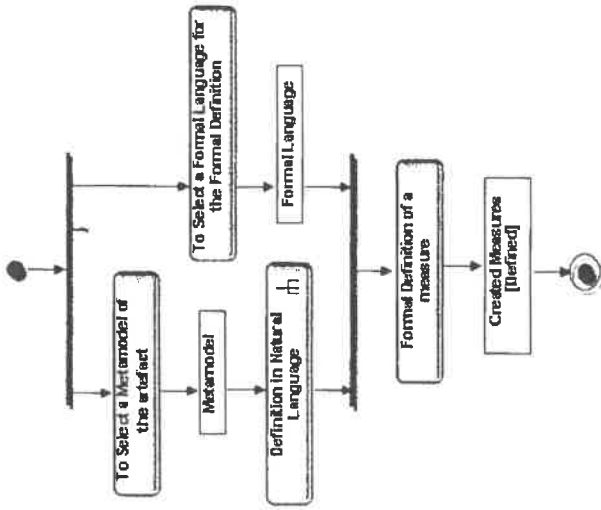 To Select a Metamodel of
the artefact
Metamodel
Definition in Natural
Language
To Select a Formal Language for
the Formal Definition
Formal Language
Formal Definition of a
measure
Created Measures
[Defined]